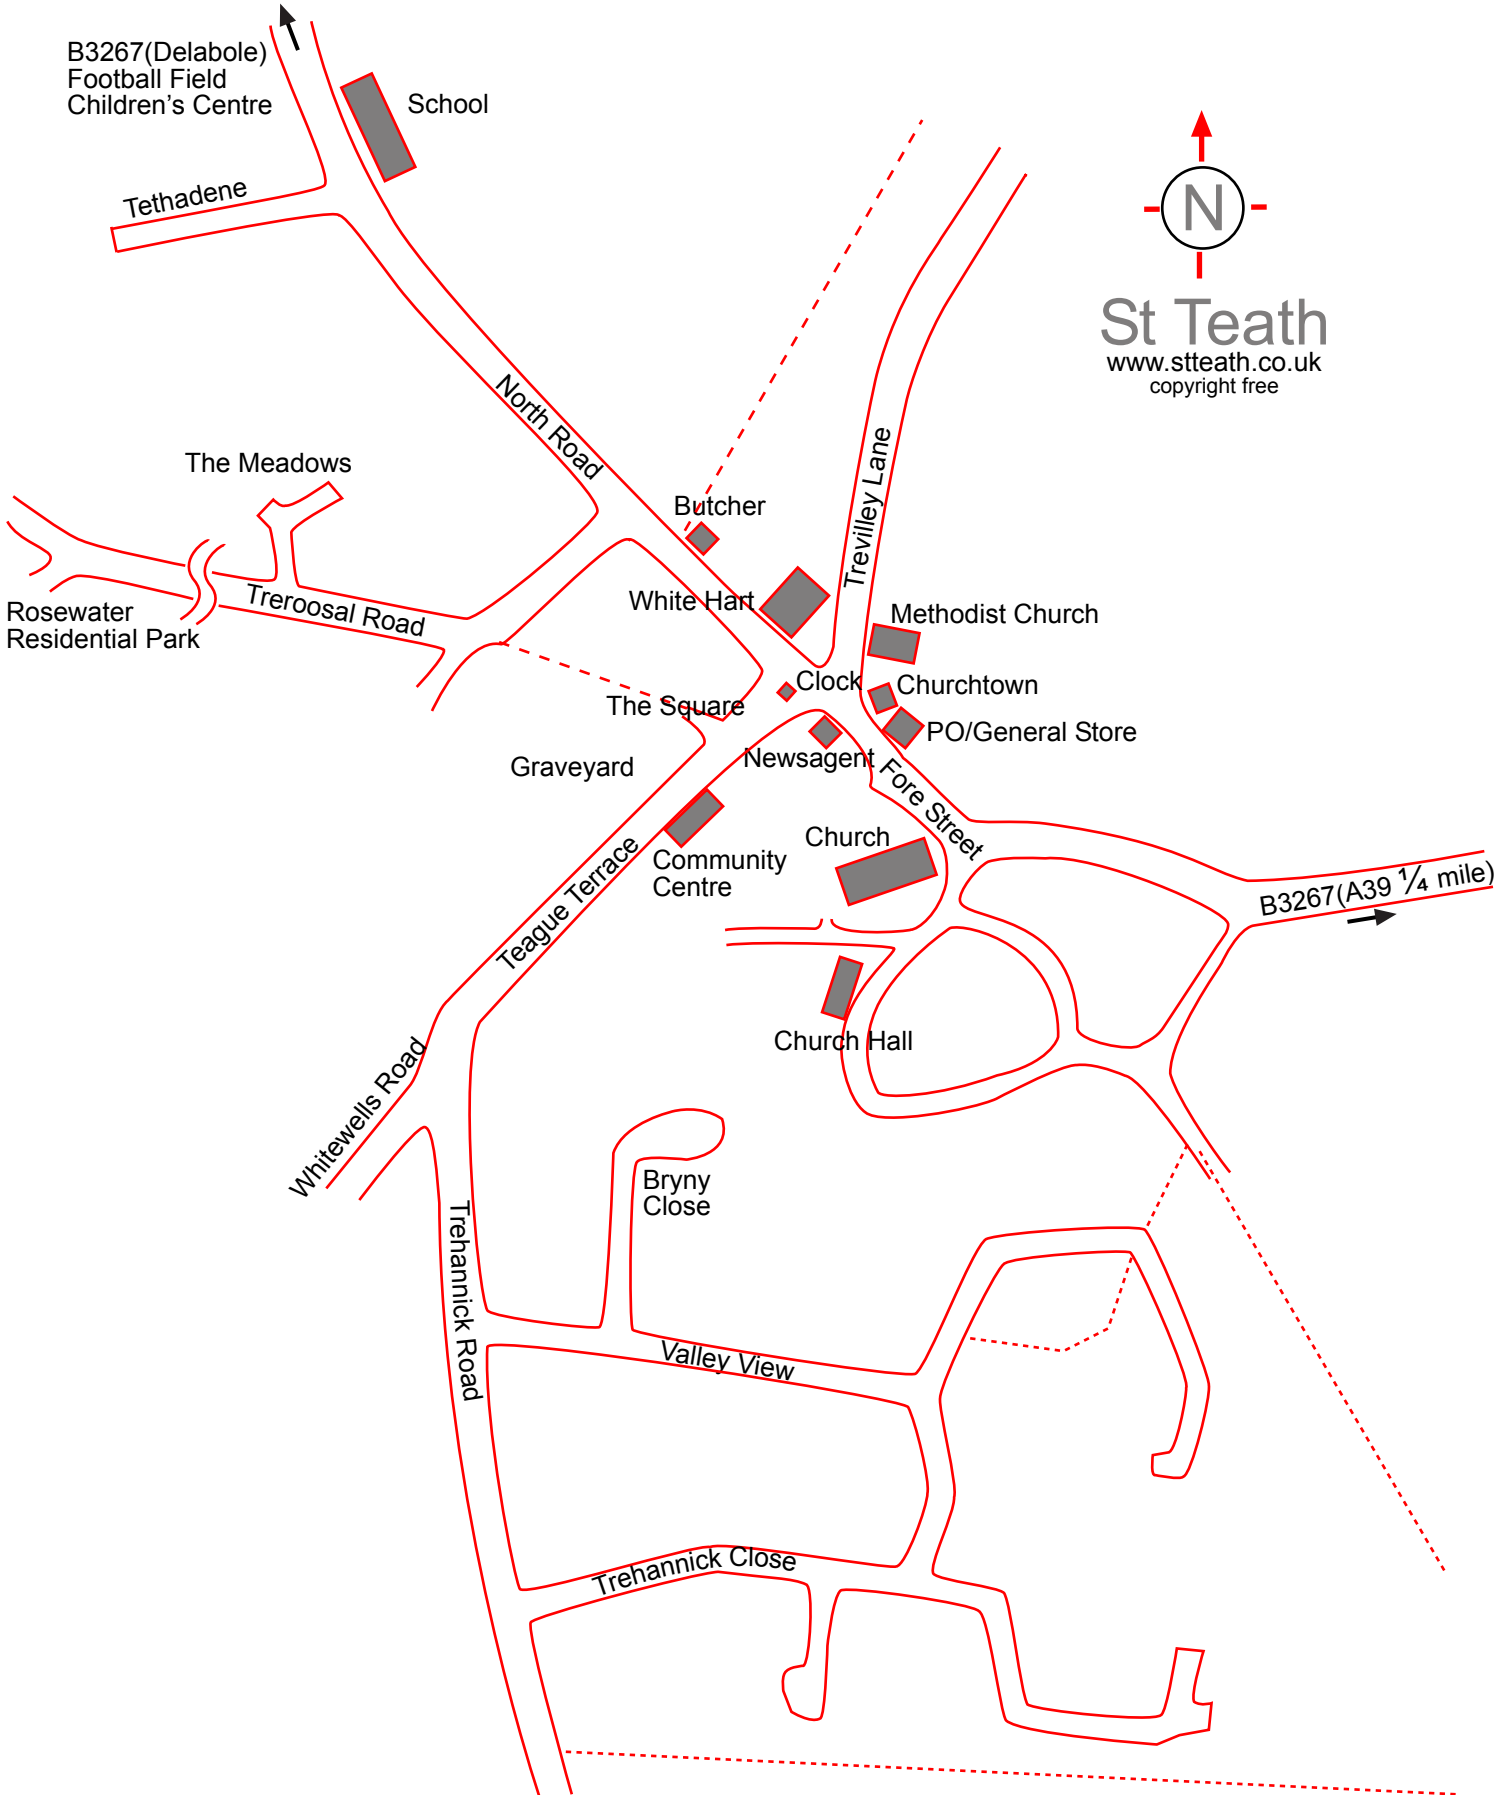 B3267(Delabole)
Football Field
Children's Centre
School
Tethadene
N
St Teath
www.stteath.co.uk
copyright free
North Road
The Meadows
Butcher
Trevilley Lane
White Hart
Methodist Church
Rosewater
Residential Park
Treroosal Road
Clock
Churchtown
The Square
PO/General Store
Newsagent
Graveyard
Fore Street
Church
Community
Centre
B3267(A39 ¼ mile)
Teague Terrace
Church Hall
Whitewells Road
Bryny
Close
Trehannick Road
Valley View
Trehannick Close